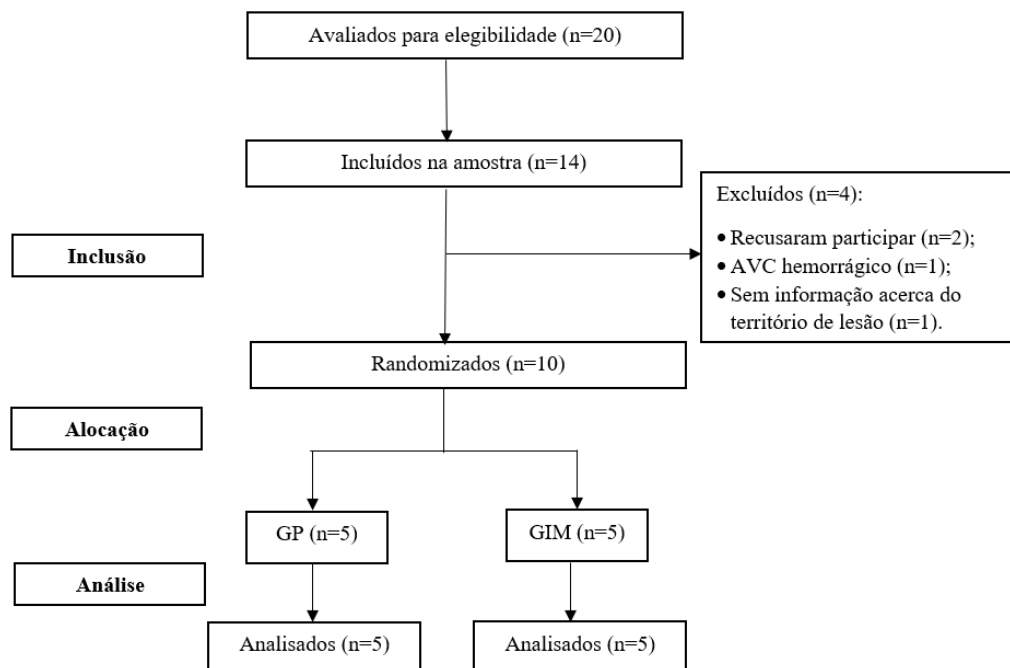 Avaliados para elegibilidade (n=20)
Incluídos na amostra (n=14)
Excluídos (n=4):
• Recusaram participar (n=2);
• AVC hemorrágico (n=1);
• Sem informação acerca do
território de lesão (n=1).
Inclusão
Randomizados (n=10)
Alocação
GP (n=5)
GIM (n=5)
Análise
Analisados (n=5)
Analisados (n=5)